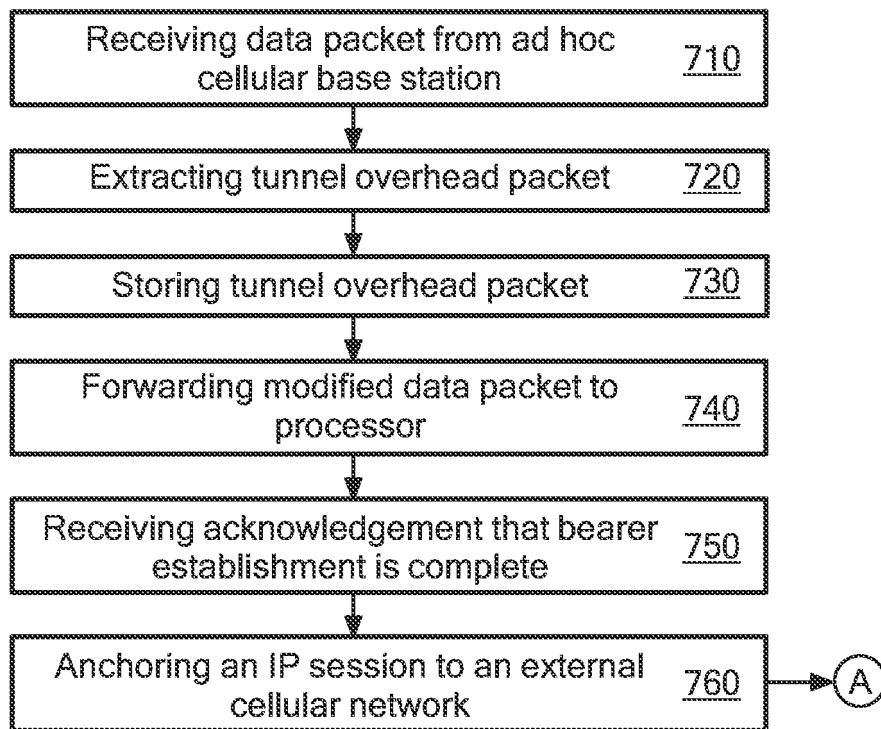 Receiving data packet from ad hoc
cellular base station
710
Extracting tunnel overhead packet 720
Storing tunnel overhead packet 730
Forwarding modified data packet to
processor
740
Receiving acknowledgement that bearer
establishment is complete
750
Anchoring an IP session to an external
cellular network
760
A